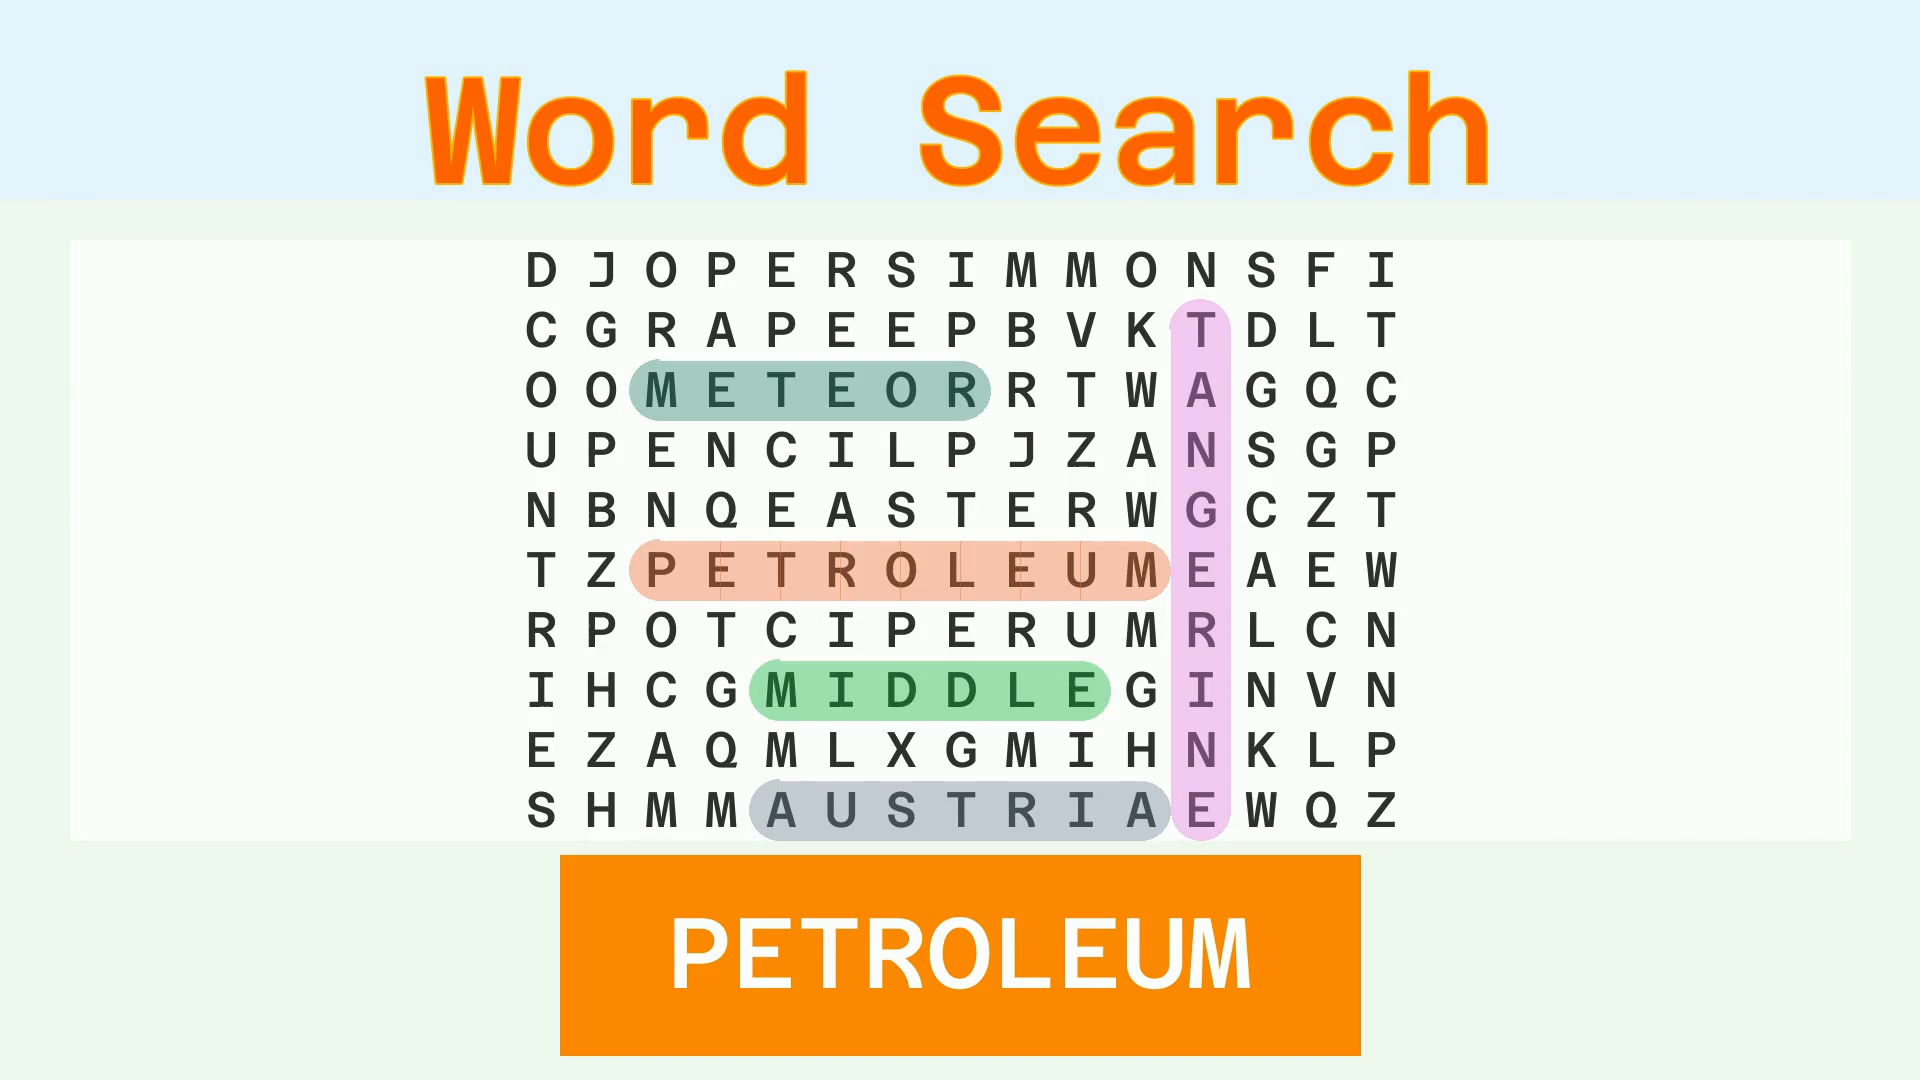 Word Search
D J O P E R S I M M O N S F I
C G R A P E E P B V K T D L T
O O M E T E O R R T W A G Q C
U P E N C I L P J Z A N S G P
N B N Q E A S T E R W G C Z T
T Z P E T R O L E U M E A E W
R P O T C I P E R U M R L C N
I H C G M I D D L E G I N V N
E Z A Q M L X G M I H N K L P
S H M M A U S T R I A E W Q Z
PETROLEUM